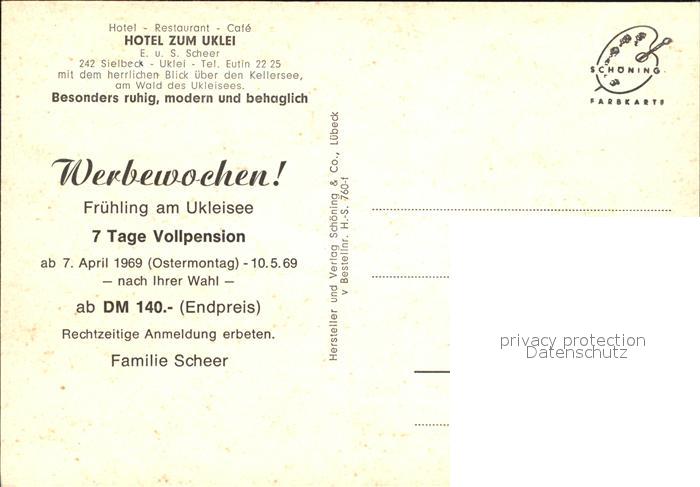 Hotel - Restaurant - Café
HOTEL ZUM UKLEI
E. u. S. Scheer
242 Sielbeck - Uklei - Tel. Eutin 22 25
mit dem herrlichen Blick über den Kellersee,
am Wald des Ukleisees.
Besonders ruhig, modern und behaglich
Werbewochen!
Frühling am Ukleisee
7 Tage Vollpension
ab 7. April 1969 (Ostermontag) - 10.5.69
— nach Ihrer Wahl —
ab DM 140.- (Endpreis)
Rechtzeitige Anmeldung erbeten.
Familie Scheer
Hersteller und Verlag Schöning & Co., Lübeck
v Bestellnr. H.-S. 760-f
SCHÖNING
FARBKARTE
privacy protection
Datenschutz